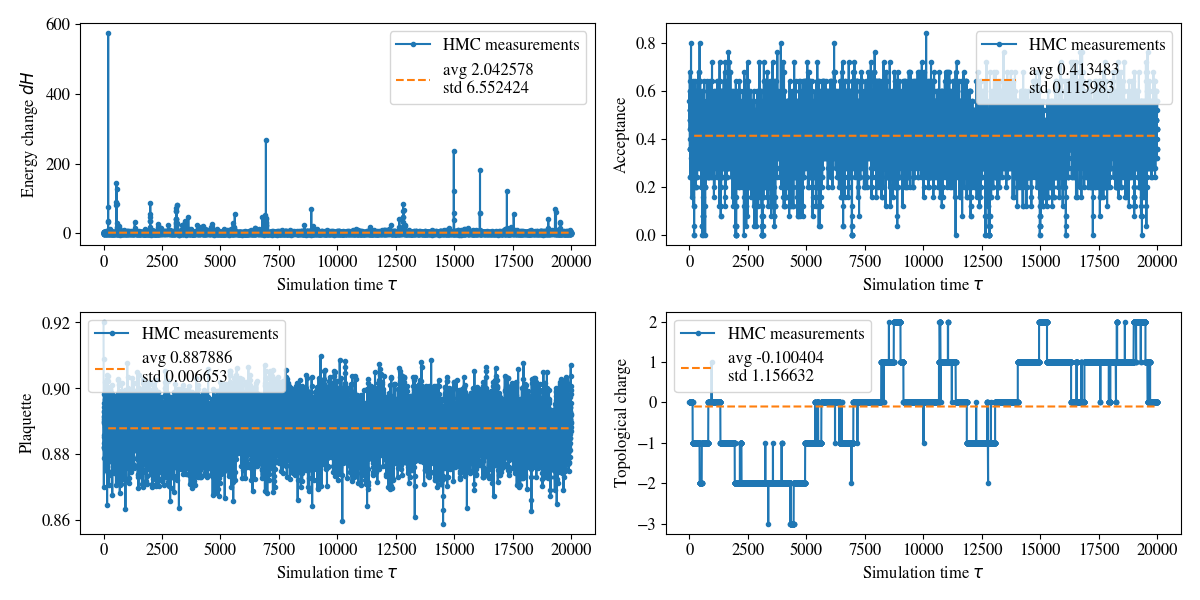 Energy change dH
600
400
200
0
HMC measurements
avg 2.042578
std 6.552424
0 2500 5000 7500 10000 12500 15000 17500 20000
Simulation time τ
Acceptance
0.8
0.6
0.4
0.2
0.0
HMC measurements
avg 0.413483
std 0.115983
0 2500 5000 7500 10000 12500 15000 17500 20000
Simulation time τ
Plaquette
0.92
0.90
0.88
0.86
HMC measurements
avg 0.887886
std 0.006653
0 2500 5000 7500 10000 12500 15000 17500 20000
Simulation time τ
Topological charge
2
1
0
−1
−2
−3
HMC measurements
avg -0.100404
std 1.156632
0 2500 5000 7500 10000 12500 15000 17500 20000
Simulation time τ